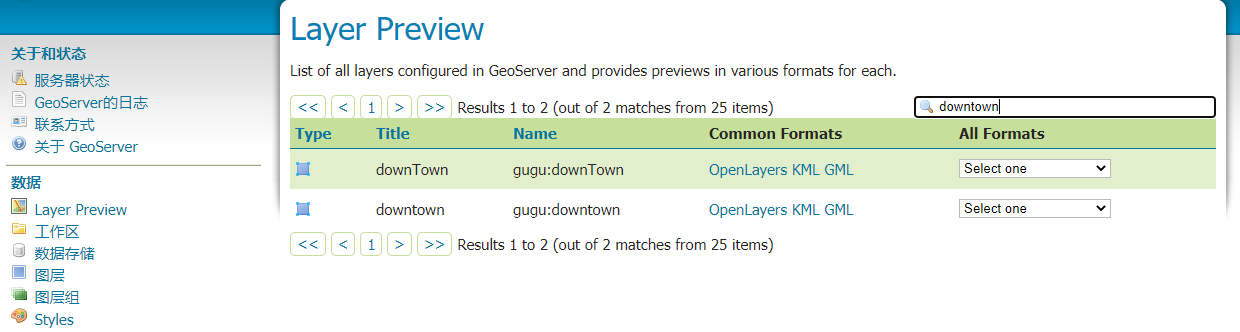 Layer Preview
List of all layers configured in GeoServer and provides previews in various formats for each.
<< < 1 > >> Results 1 to 2 (out of 2 matches from 25 items) downtown
Type Title Name Common Formats All Formats
downTown gugu:downTown OpenLayers KML GML Select one
downtown gugu:downtown OpenLayers KML GML Select one
<< < 1 > >> Results 1 to 2 (out of 2 matches from 25 items)
关于和状态
服务器状态
GeoServer的日志
联系方式
关于 GeoServer
数据
Layer Preview
工作区
数据存储
图层
图层组
Styles